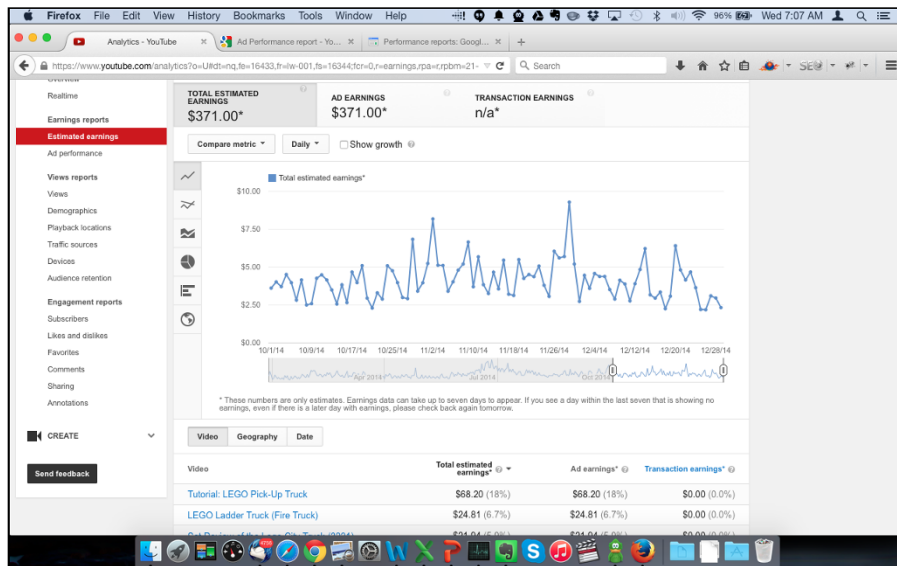 Firefox File Edit View History Bookmarks Tools Window Help 96% Wed 7:07 AM
Analytics - YouTube × Ad Performance report - Yo... × Performance reports: Googl... × +
https://www.youtube.com/analytics?o=U#dt=nq,fe=16433,fr=lw-001,fs=16344;fcr=0,r=earnings,rpa=r,rpbm=21- Search
Overview
Realtime
Earnings reports
Estimated earnings
Ad performance
Views reports
Views
Demographics
Playback locations
Traffic sources
Devices
Audience retention
Engagement reports
Subscribers
Likes and dislikes
Favorites
Comments
Sharing
Annotations
CREATE
Send feedback
TOTAL ESTIMATED
EARNINGS
$371.00*
AD EARNINGS
$371.00*
TRANSACTION EARNINGS
n/a*
Compare metric Daily Show growth
Total estimated earnings*
$10.00
$7.50
$5.00
$2.50
$0.00
10/1/14 10/9/14 10/17/14 10/25/14 11/2/14 11/10/14 11/18/14 11/26/14 12/4/14 12/12/14 12/20/14 12/28/14
Apr 2014 Jul 2014 Oct 2014
* These numbers are only estimates. Earnings data can take up to seven days to appear. If you see a day within the last seven that is showing no
earnings, even if there is a later day with earnings, please check back again tomorrow.
Video Geography Date
Video Total estimated earnings* Ad earnings* Transaction earnings*
Tutorial: LEGO Pick-Up Truck $68.20 (18%) $68.20 (18%) $0.00 (0.0%)
LEGO Ladder Truck (Fire Truck) $24.81 (6.7%) $24.81 (6.7%) $0.00 (0.0%)